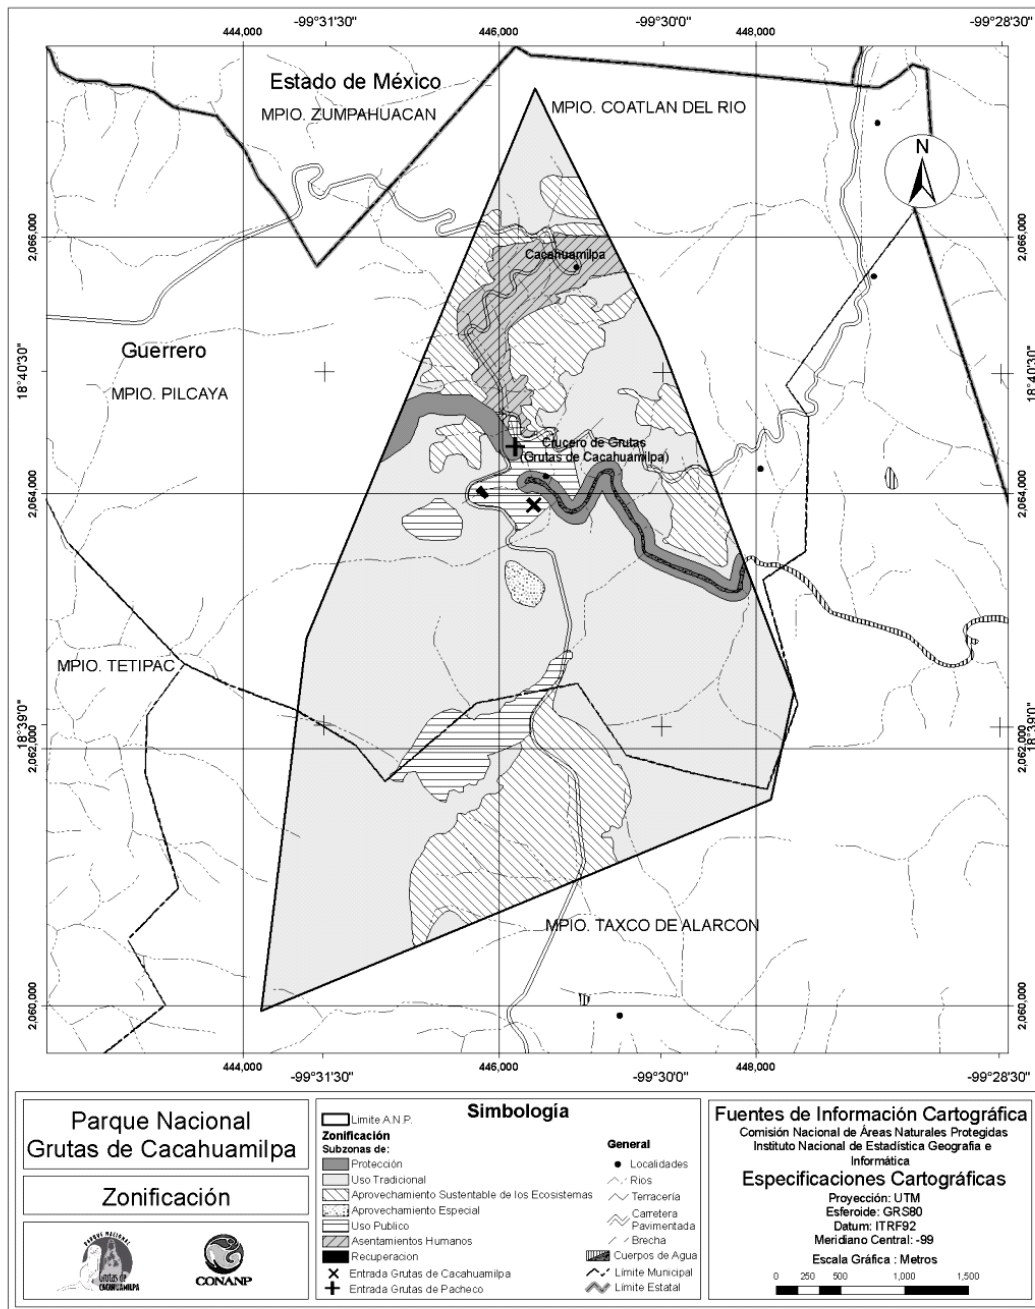 -99°31'30"
-99°30'0"
-99°28'30"
444,000
446,000
448,000
Estado de México
MPIO. ZUMPAHUACAN
MPIO. COATLAN DEL RIO
N
2,066,000
2,066,000
Cacahuamilpa
Guerrero
18°40'30"
18°40'30"
MPIO. PILCAYA
Crucero de Grutas
(Grutas de Cacahuamilpa)
2,064,000
2,064,000
MPIO. TETIPAC
18°39'0"
18°39'0"
2,062,000
2,062,000
MPIO. TAXCO DE ALARCON
2,060,000
2,060,000
444,000
446,000
448,000
-99°31'30"
-99°30'0"
-99°28'30"
Parque Nacional
Grutas de Cacahuamilpa
Zonificación
PARQUE NACIONAL
GRUTAS DE
CACAHUAMILPA
CONANP
Simbología
Limite A.N.P.
Zonificación
Subzonas de:
Protección
Uso Tradicional
Aprovechamiento Sustentable de los Ecosistemas
Aprovechamiento Especial
Uso Publico
Asentamientos Humanos
Recuperacion
Entrada Grutas de Cacahuamilpa
Entrada Grutas de Pacheco
General
Localidades
Rios
Terracería
Carretera
Pavimentada
Brecha
Cuerpos de Agua
Límite Municipal
Límite Estatal
Fuentes de Información Cartográfica
Comisión Nacional de Áreas Naturales Protegidas
Instituto Nacional de Estadística Geografia e
Informática
Especificaciones Cartográficas
Proyección: UTM
Esferoide: GRS80
Datum: ITRF92
Meridiano Central: -99
Escala Gráfica : Metros
0 250 500 1,000 1,500